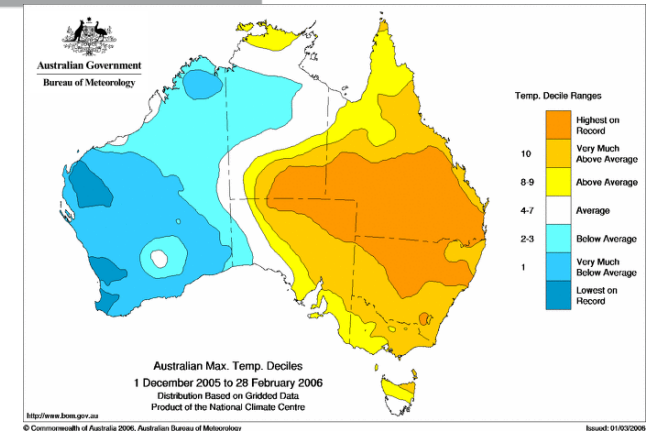 Australian Government
Bureau of Meteorology
Temp. Decile Ranges
Highest on
Record
10
Very Much
Above Average
8-9
Above Average
4-7
Average
2-3
Below Average
1
Very Much
Below Average
Lowest on
Record
Australian Max. Temp. Deciles
1 December 2005 to 28 February 2006
Distribution Based on Gridded Data
Product of the National Climate Centre
http://www.bom.gov.au
© Commonwealth of Australia 2006, Australian Bureau of Meteorology
Issued: 01/03/2006